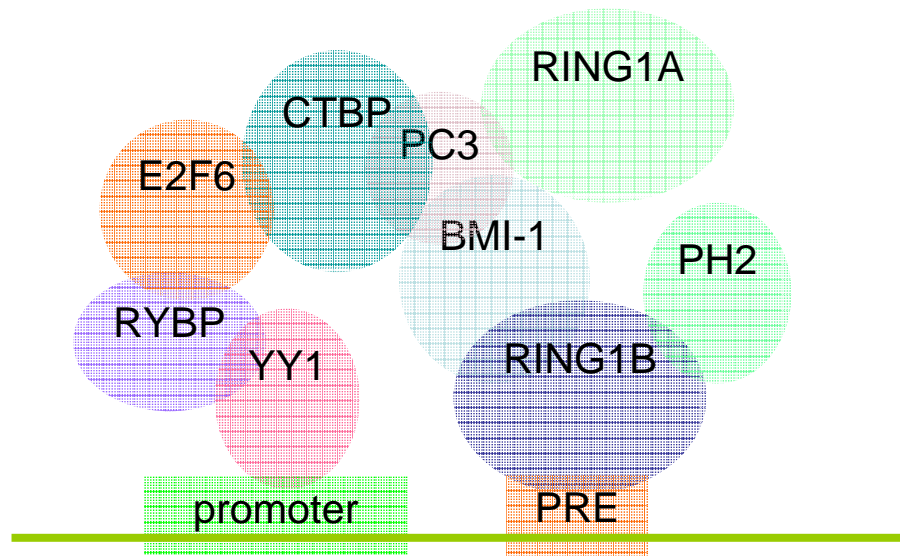 RING1A
CTBP
PC3
E2F6
BMI-1
PH2
RYBP
YY1
RING1B
promoter
PRE